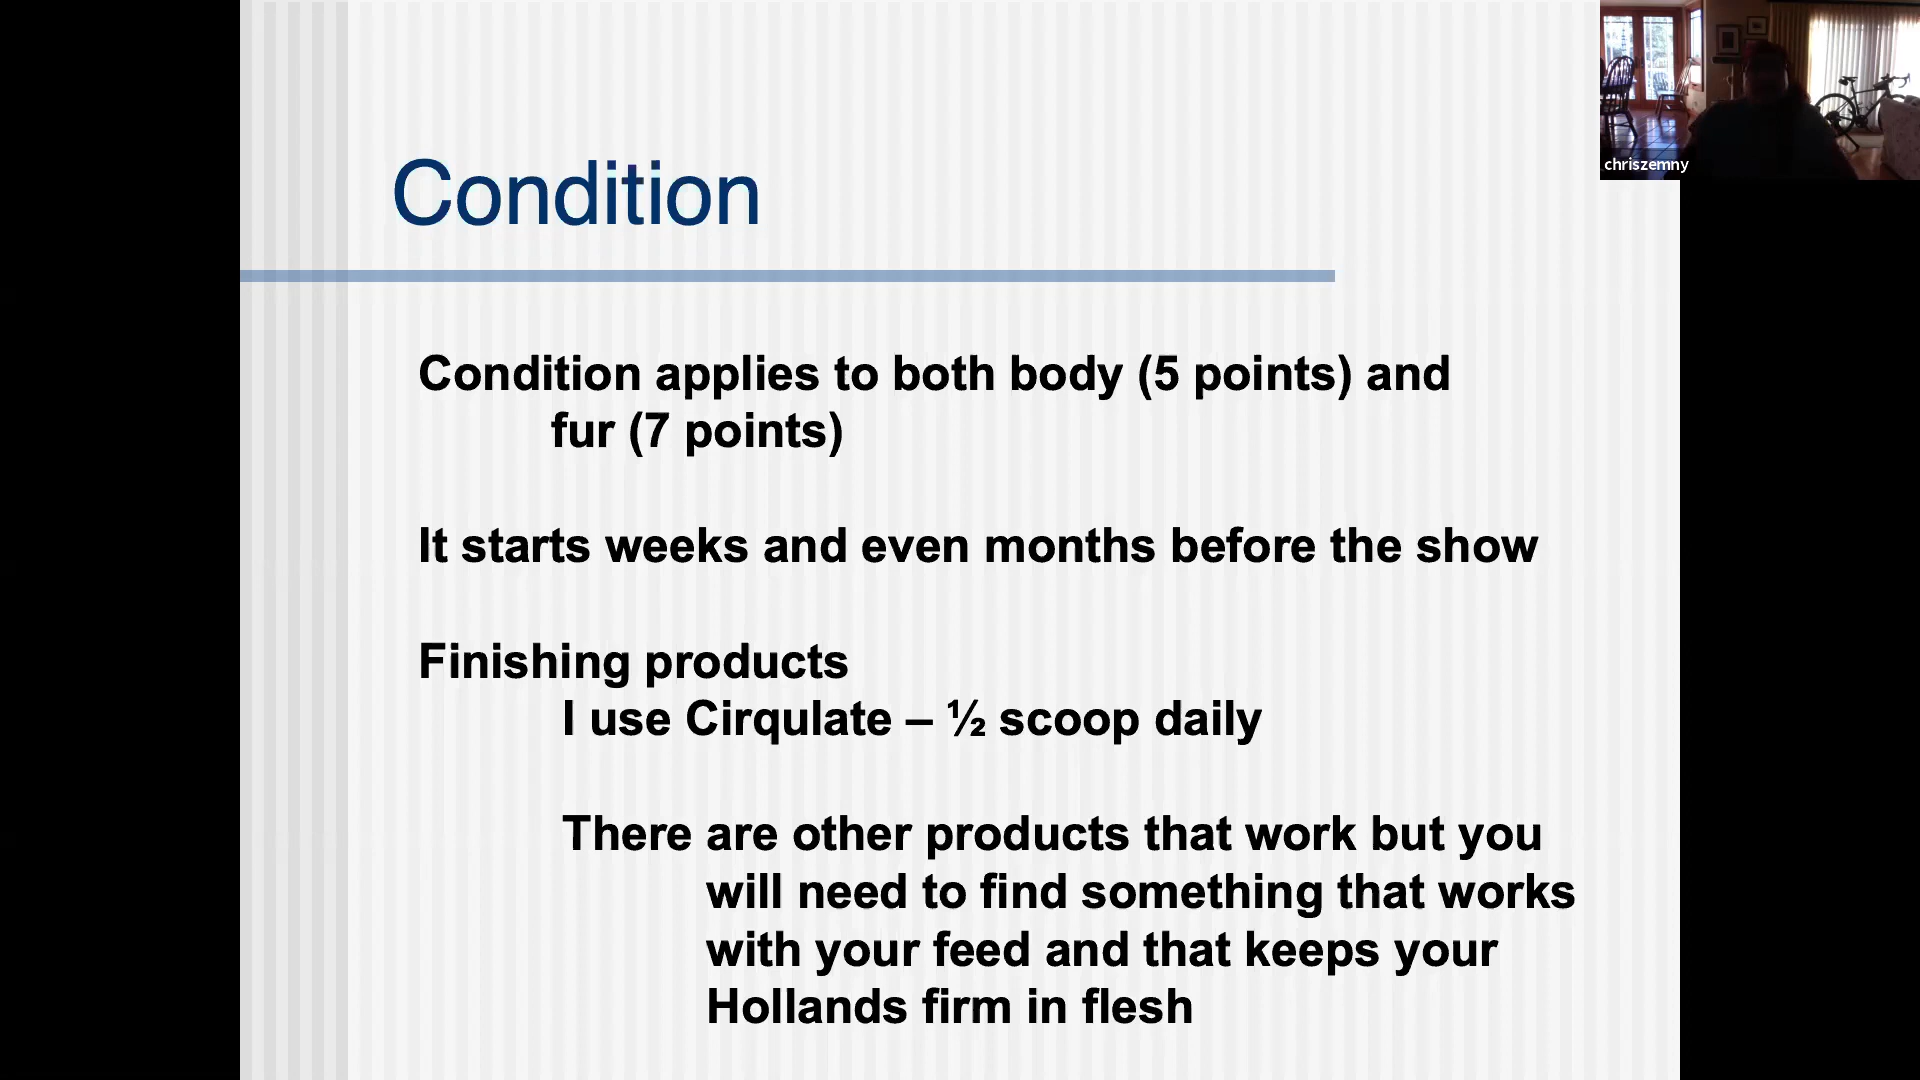 Condition
Condition applies to both body (5 points) and
fur (7 points)
It starts weeks and even months before the show
Finishing products
I use Cirqulate – ½ scoop daily
There are other products that work but you
will need to find something that works
with your feed and that keeps your
Hollands firm in flesh
chriszemny